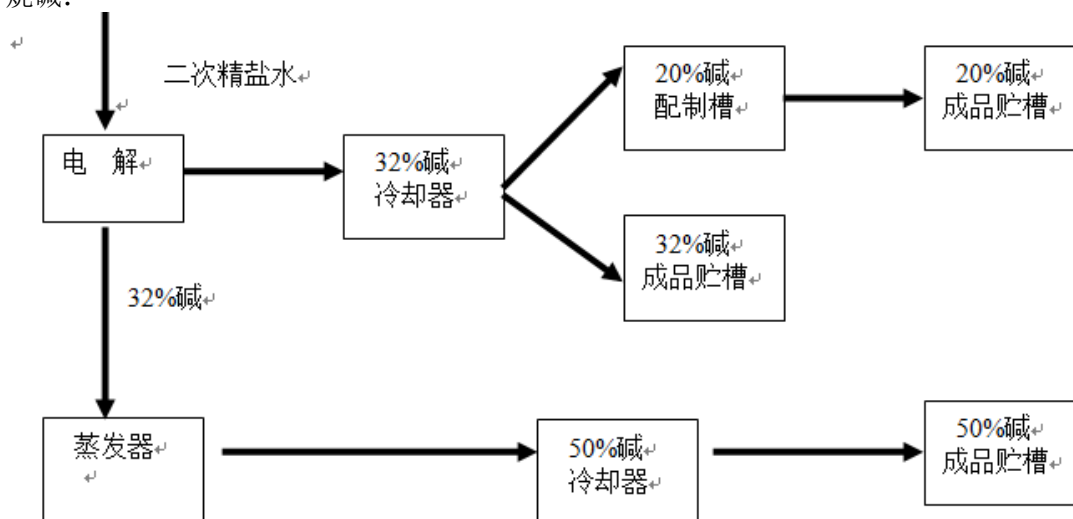 烧碱：
二次精盐水
20%碱
配制槽
20%碱
成品贮槽
电 解
32%碱
冷却器
32%碱
成品贮槽
32%碱
蒸发器
50%碱
冷却器
50%碱
成品贮槽